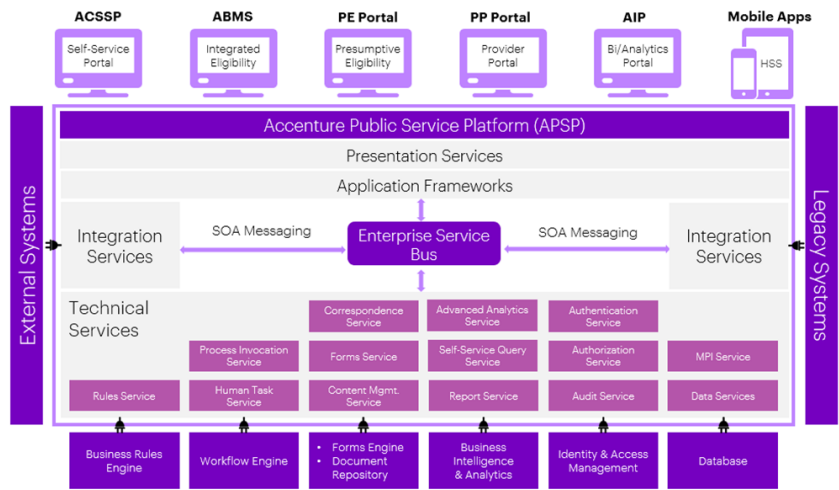 ACSSP
ABMS
PE Portal
PP Portal
AIP
Mobile Apps
Self-Service
Portal
Integrated
Eligibility
Presumptive
Eligibility
Provider
Portal
Bi/Analytics
Portal
HSS
External Systems
Legacy Systems
Accenture Public Service Platform (APSP)
Presentation Services
Application Frameworks
Integration
Services
SOA Messaging
Enterprise Service
Bus
SOA Messaging
Integration
Services
Technical
Services
Correspondence
Service
Advanced Analytics
Service
Authentication
Service
Process Invocation
Service
Forms Service
Self-Service Query
Service
Authorization
Service
MPI Service
Rules Service
Human Task
Service
Content Mgmt.
Service
Report Service
Audit Service
Data Services
Business Rules
Engine
Workflow Engine
• Forms Engine
• Document
Repository
Business
Intelligence
& Analytics
Identity & Access
Management
Database